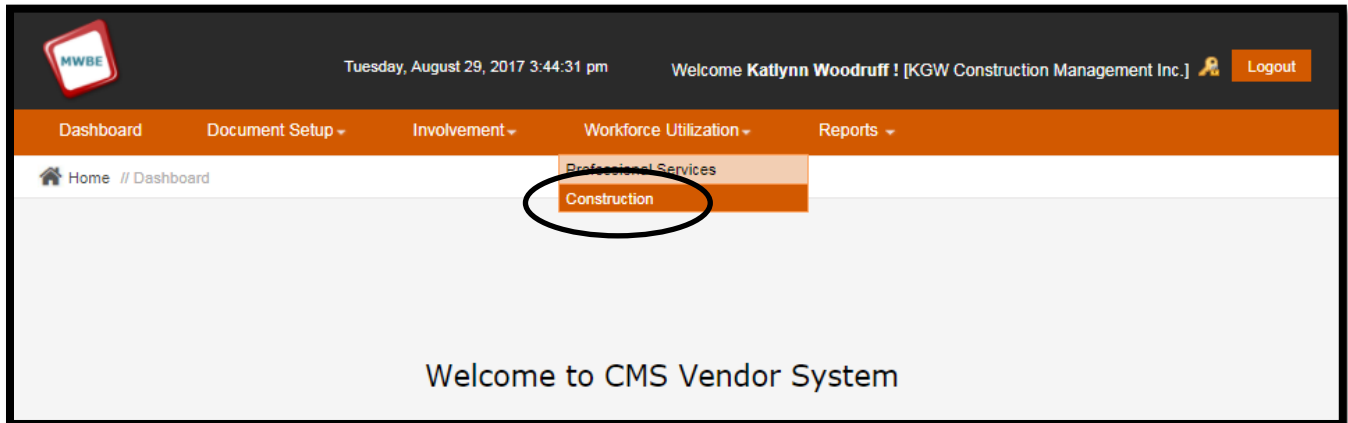 MWBE
Tuesday, August 29, 2017 3:44:31 pm
Welcome Katlynn Woodruff ! [KGW Construction Management Inc.]
Logout
Dashboard Document Setup Involvement Workforce Utilization Reports
Home // Dashboard
Professional Services
Construction
Welcome to CMS Vendor System